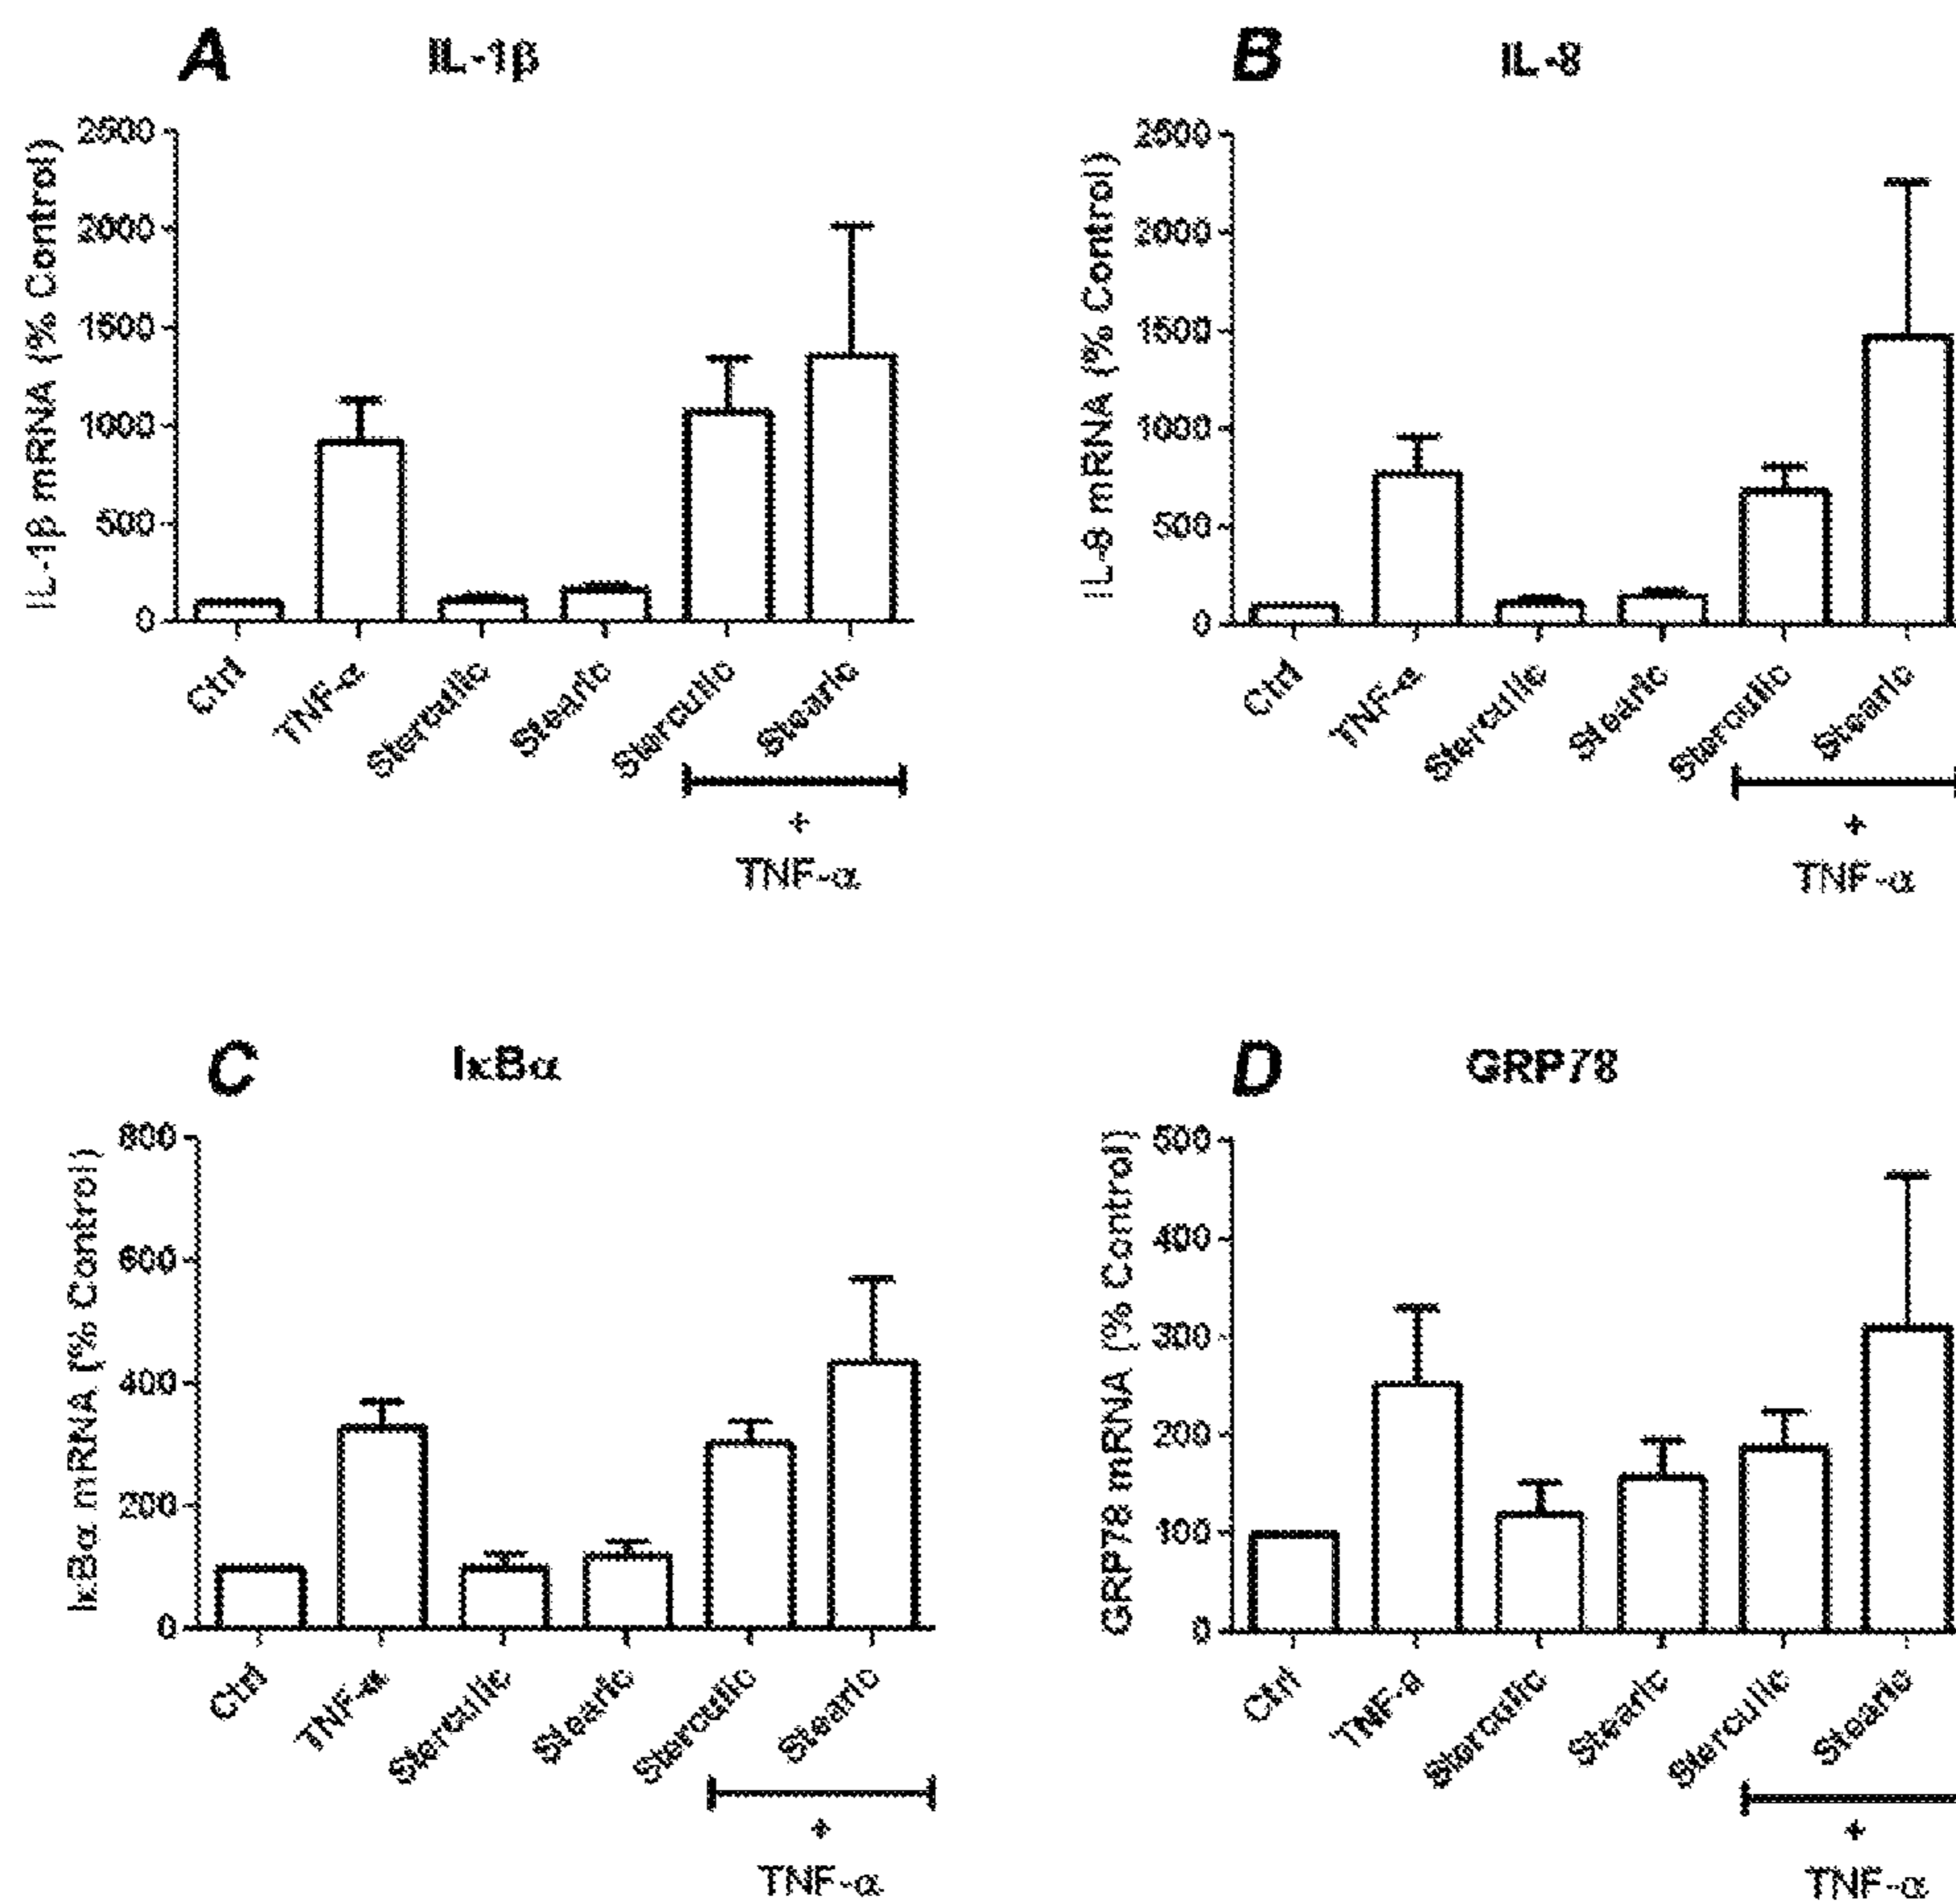 A IL-1β
IL-1β mRNA (% Control)
2500
2000
1500
1000
500
0
Ctrl
TNF-α
Sterculic
Stearic
Sterculic
Stearic
+
TNF-α
B IL-8
IL-8 mRNA (% Control)
2500
2000
1500
1000
500
0
Ctrl
TNF-α
Sterculic
Stearic
Sterculic
Stearic
+
TNF-α
C IκBα
IκBα mRNA (% Control)
800
600
400
200
0
Ctrl
TNF-α
Sterculic
Stearic
Sterculic
Stearic
+
TNF-α
D GRP78
GRP78 mRNA (% Control)
500
400
300
200
100
0
Ctrl
TNF-α
Sterculic
Stearic
Sterculic
Stearic
+
TNF-α